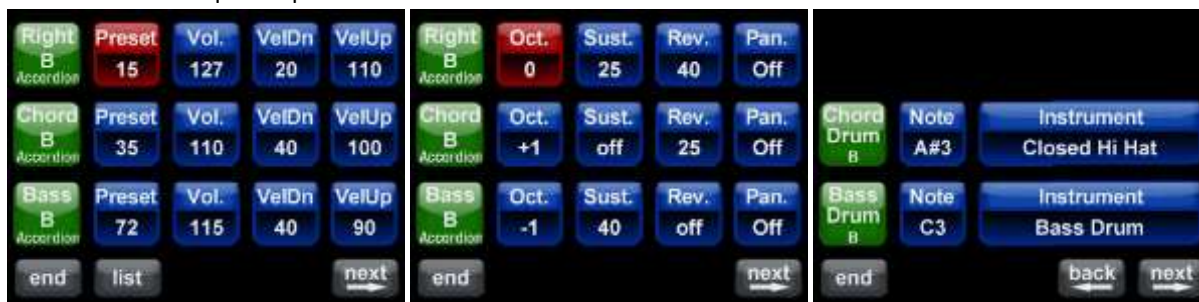 Right Preset Vol. VelDn VelUp
B 15 127 20 110
Accordion
Chord Preset Vol. VelDn VelUp
B 35 110 40 100
Accordion
Bass Preset Vol. VelDn VelUp
B 72 115 40 90
Accordion
end list next
Right Oct. Sust. Rev. Pan.
B 0 25 40 Off
Accordion
Chord Oct. Sust. Rev. Pan.
B +1 off 25 Off
Accordion
Bass Oct. Sust. Rev. Pan.
B -1 40 off Off
Accordion
end next
Chord Note Instrument
Drum A#3 Closed Hi Hat
B
Bass Note Instrument
Drum C3 Bass Drum
B
end back next